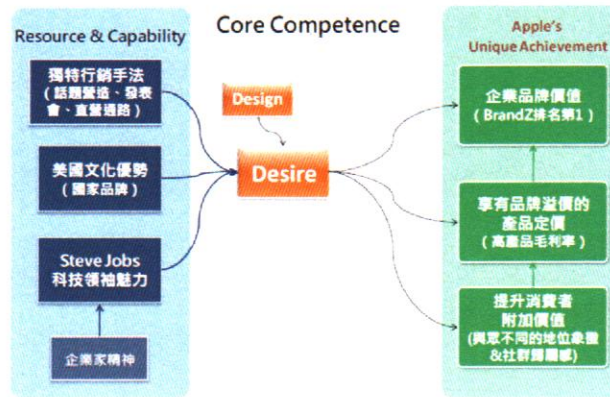 Core Competence
Resource & Capability
獨特行銷手法
(話題營造、發表
會、直營通路)
美國文化優勢
(國家品牌)
Steve Jobs
科技領袖魅力
企業家精神
Design
Desire
Apple's
Unique Achievement
企業品牌價值
(BrandZ排名第1)
享有品牌溢價的
產品定價
(高產品毛利率)
提升消費者
附加價值
(與眾不同的地位象徵
&社群歸屬感)